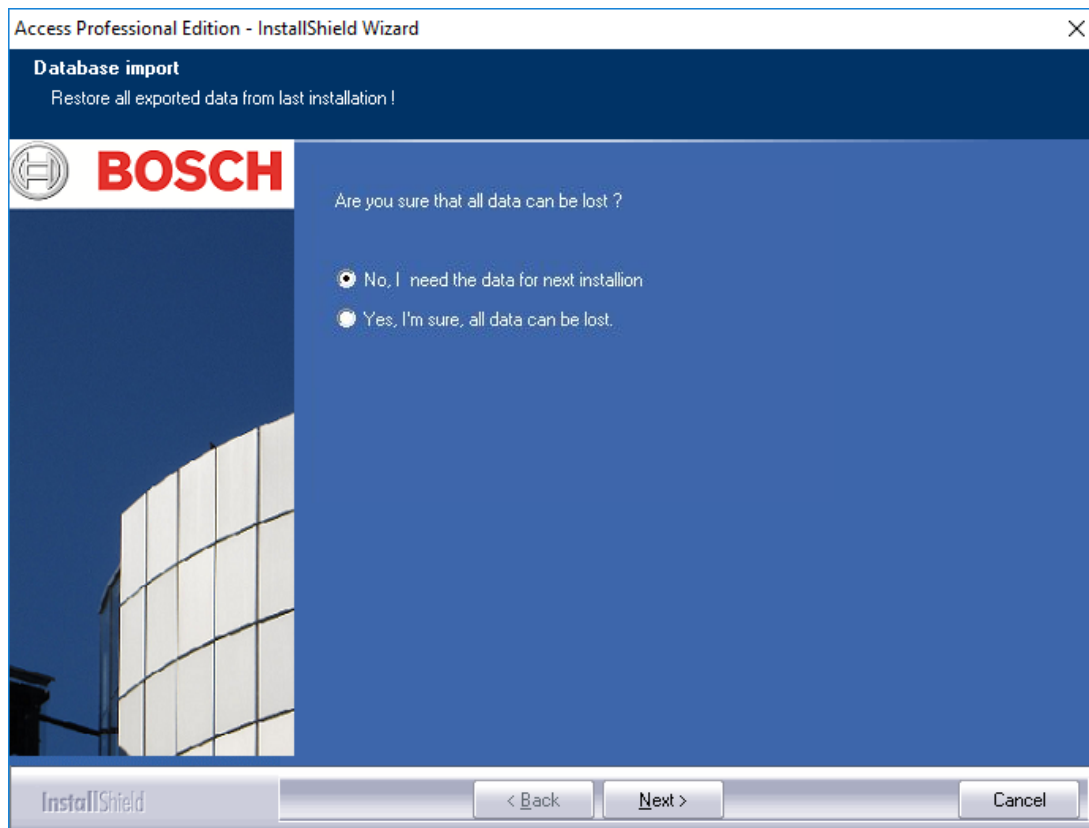 Access Professional Edition - InstallShield Wizard
Database import
Restore all exported data from last installation !
BOSCH
Are you sure that all data can be lost ?
No, I  need the data for next installion
Yes, I'm sure, all data can be lost.
InstallShield
< Back
Next >
Cancel